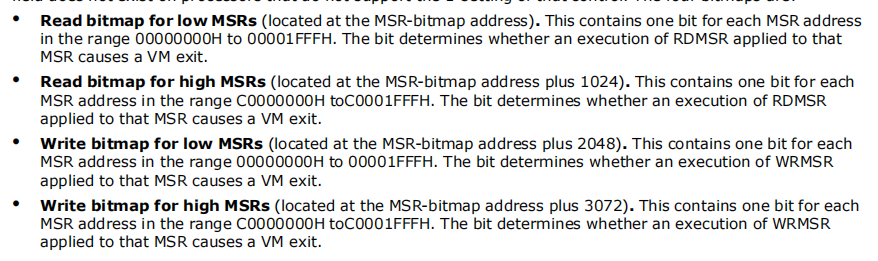 • Read bitmap for low MSRs (located at the MSR-bitmap address). This contains one bit for each MSR address
in the range 00000000H to 00001FFFH. The bit determines whether an execution of RDMSR applied to that
MSR causes a VM exit.
• Read bitmap for high MSRs (located at the MSR-bitmap address plus 1024). This contains one bit for each
MSR address in the range C0000000H toC0001FFFH. The bit determines whether an execution of RDMSR
applied to that MSR causes a VM exit.
• Write bitmap for low MSRs (located at the MSR-bitmap address plus 2048). This contains one bit for each
MSR address in the range 00000000H to 00001FFFH. The bit determines whether an execution of WRMSR
applied to that MSR causes a VM exit.
• Write bitmap for high MSRs (located at the MSR-bitmap address plus 3072). This contains one bit for each
MSR address in the range C0000000H toC0001FFFH. The bit determines whether an execution of WRMSR
applied to that MSR causes a VM exit.